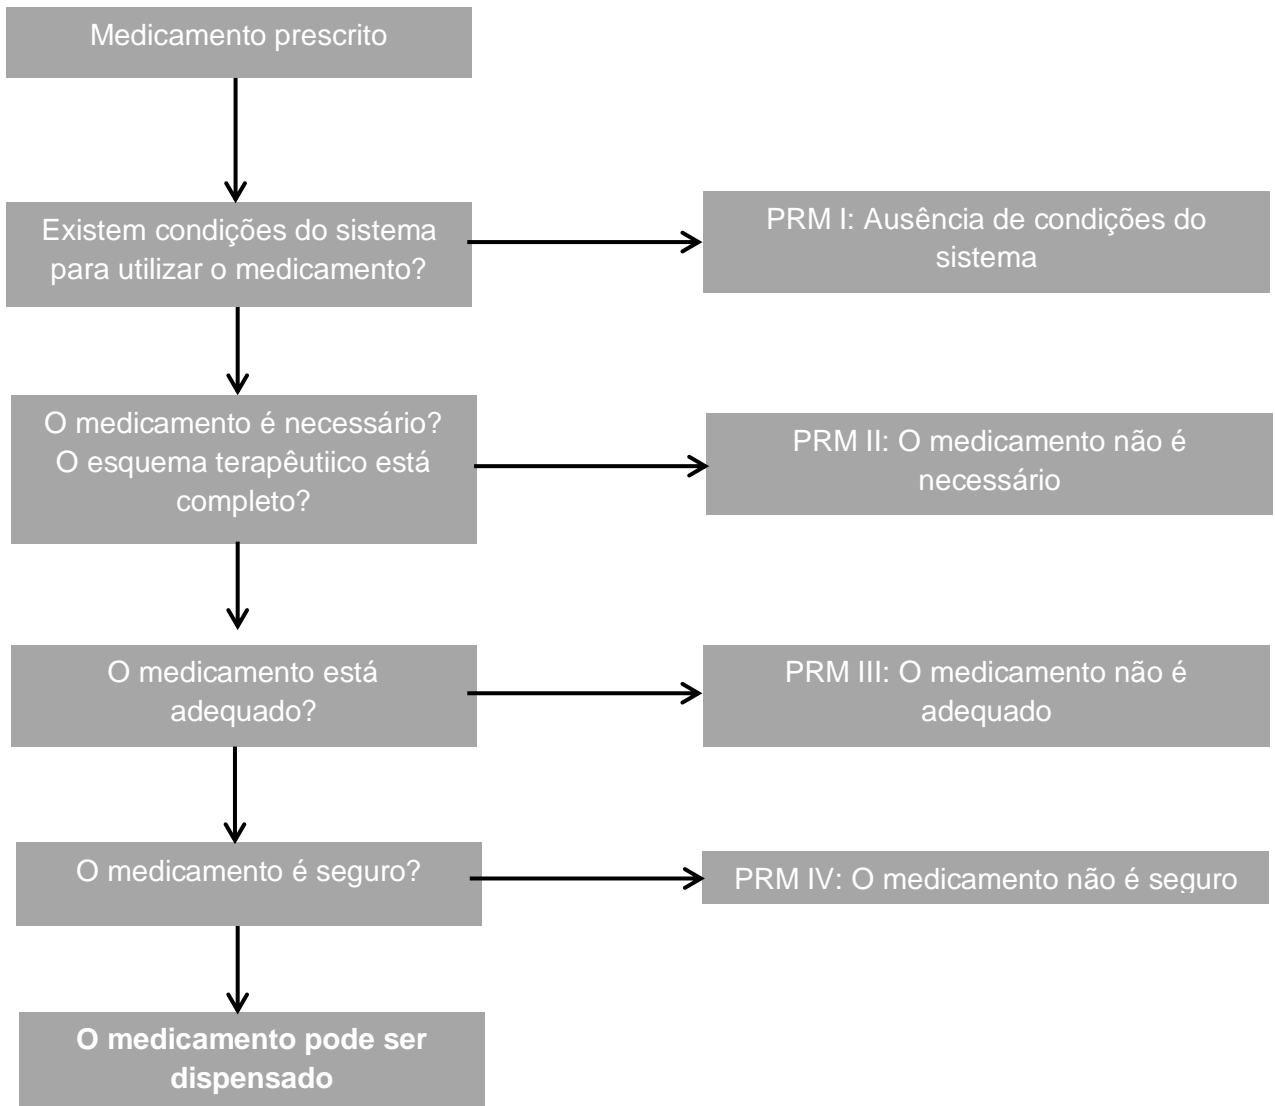 Medicamento prescrito
Existem condições do sistema
para utilizar o medicamento?
PRM I: Ausência de condições do
sistema
O medicamento é necessário?
O esquema terapêutiico está
completo?
PRM II: O medicamento não é
necessário
O medicamento está
adequado?
PRM III: O medicamento não é
adequado
O medicamento é seguro?
PRM IV: O medicamento não é seguro
O medicamento pode ser
dispensado